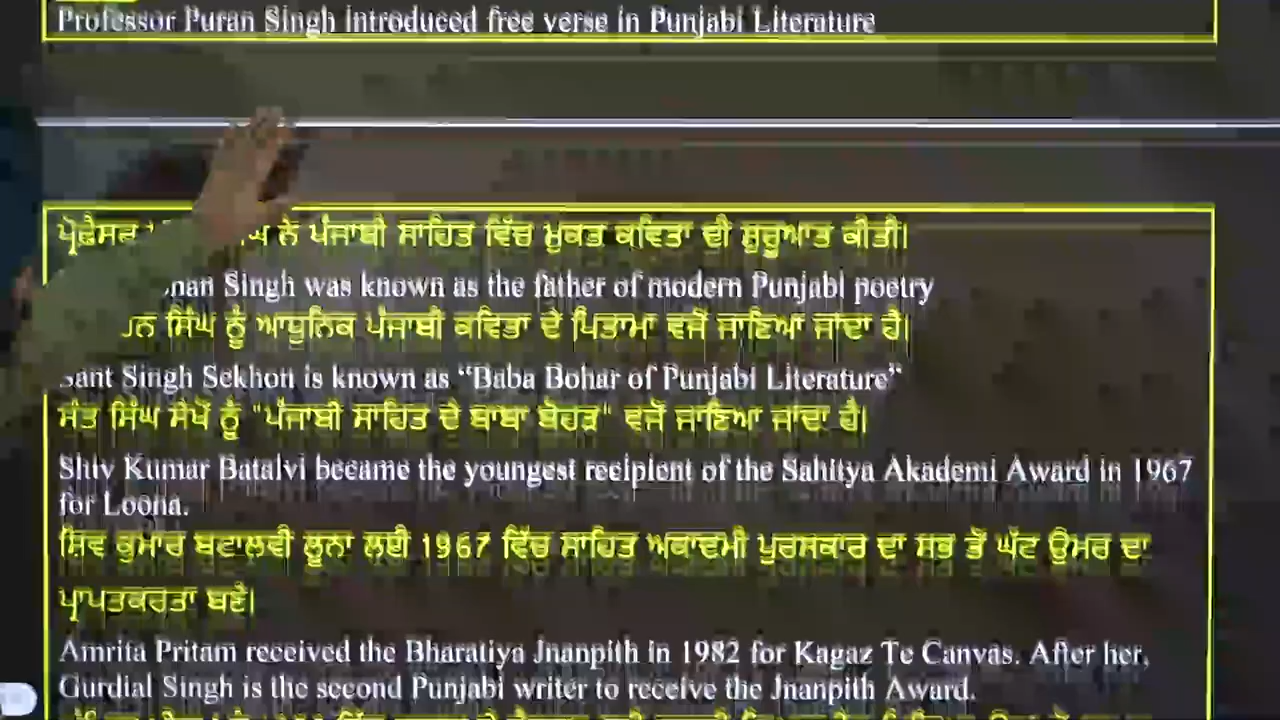 Professor Puran Singh introduced free verse in Punjabi Literature
ਪ੍ਰੋਫੈਸਰ ਨੇ ਪੰਜਾਬੀ ਸਾਹਿਤ ਵਿੱਚ ਮੁਕਤ ਕਵਿਤਾ ਦੀ ਸ਼ੁਰੂਆਤ ਕੀਤੀ।
Singh was known as the father of modern Punjabi poetry
ਸਿੰਘ ਨੂੰ ਆਧੁਨਿਕ ਪੰਜਾਬੀ ਕਵਿਤਾ ਦੇ ਪਿਤਾਮਾ ਵਜੋਂ ਜਾਣਿਆ ਜਾਂਦਾ ਹੈ।
Sant Singh Sekhon is known as “Baba Bohar of Punjabi Literature”
ਸੰਤ ਸਿੰਘ ਸੇਖੋਂ ਨੂੰ "ਪੰਜਾਬੀ ਸਾਹਿਤ ਦੇ ਬਾਬਾ ਬੋਹੜ" ਵਜੋਂ ਜਾਣਿਆ ਜਾਂਦਾ ਹੈ।
Shiv Kumar Batalvi became the youngest recipient of the Sahitya Akademi Award in 1967
for Loona.
ਸ਼ਿਵ ਕੁਮਾਰ ਬਟਾਲਵੀ ਲੂਨਾ ਲਈ 1967 ਵਿੱਚ ਸਾਹਿਤ ਅਕਾਦਮੀ ਪੁਰਸਕਾਰ ਦਾ ਸਭ ਤੋਂ ਘੱਟ ਉਮਰ ਦਾ
ਪ੍ਰਾਪਤਕਰਤਾ ਬਣੇ।
Amrita Pritam received the Bharatiya Jnanpith in 1982 for Kagaz Te Canvas. After her,
Gurdial Singh is the second Punjabi writer to receive the Jnanpith Award.